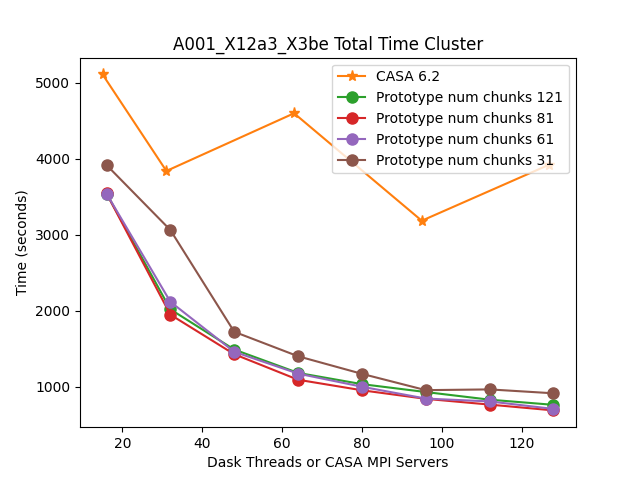 A001_X12a3_X3be Total Time Cluster
CASA 6.2
Prototype num chunks 121
Prototype num chunks 81
Prototype num chunks 61
Prototype num chunks 31
5000
4000
3000
2000
1000
Time (seconds)
20 40 60 80 100 120
Dask Threads or CASA MPI Servers